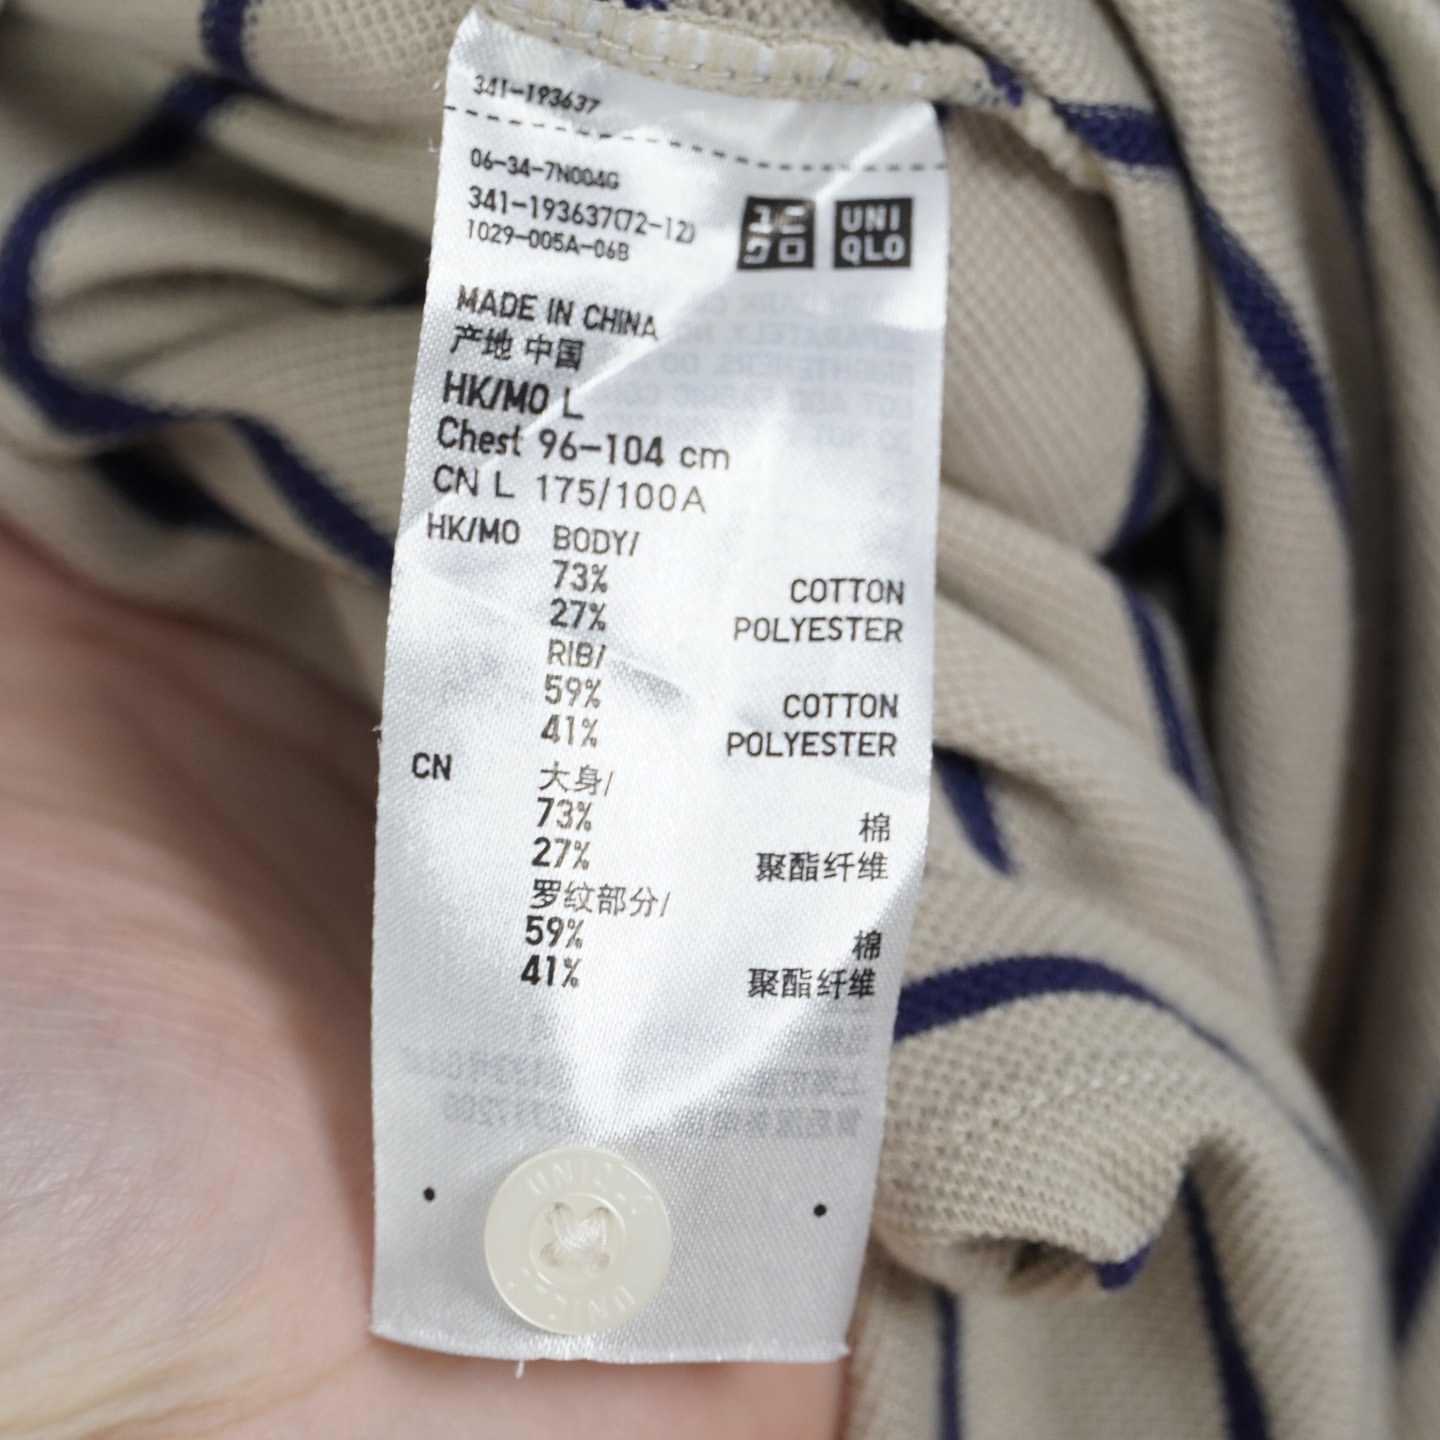 341-193637
06-34-7N004G
341-193637(72-12)
1029-005A-06B
ユニ
クロ
UNI
QLO
MADE IN CHINA
产地 中国
HK/MO L
Chest 96-104 cm
CN L 175/100A
HK/MO BODY/
73% COTTON
27% POLYESTER
RIB/
59% COTTON
41% POLYESTER
CN 大身/
73% 棉
27% 聚酯纤维
罗纹部分/
59% 棉
41% 聚酯纤维